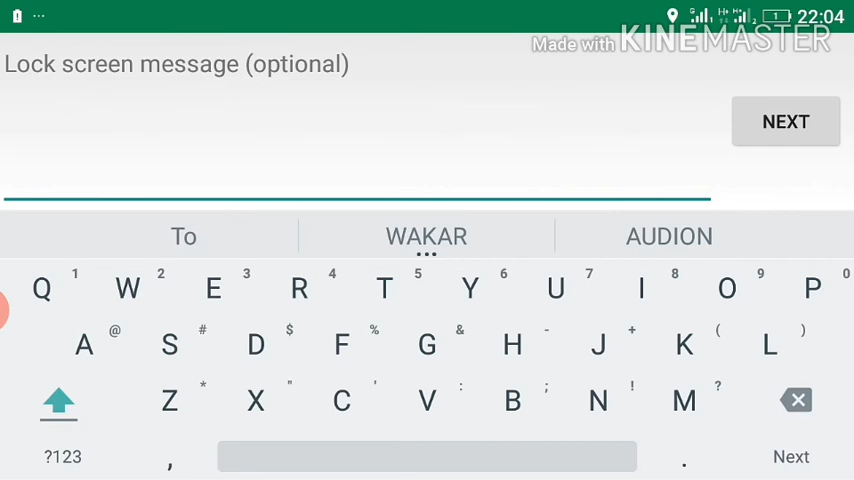 22:04
Made with KINEMASTER
Lock screen message (optional)
NEXT
To WAKAR AUDION
Q 1 W 2 E 3 R 4 T 5 Y 6 U 7 I 8 O 9 P 0
A @ S # D $ F % G & H - J + K ( L )
Z * X " C ' V : B ; N ! M ?
?123 , . Next